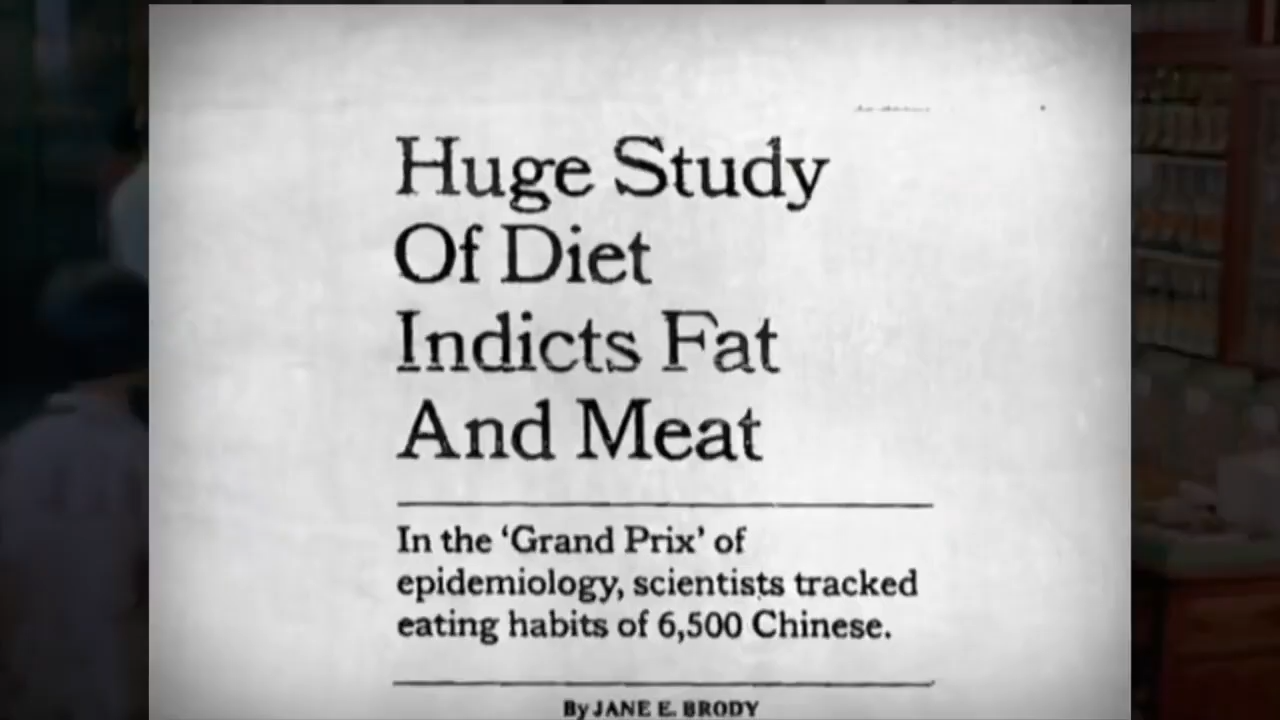 Huge Study
Of Diet
Indicts Fat
And Meat
In the ‘Grand Prix’ of
epidemiology, scientists tracked
eating habits of 6,500 Chinese.
By JANE E. BRODY